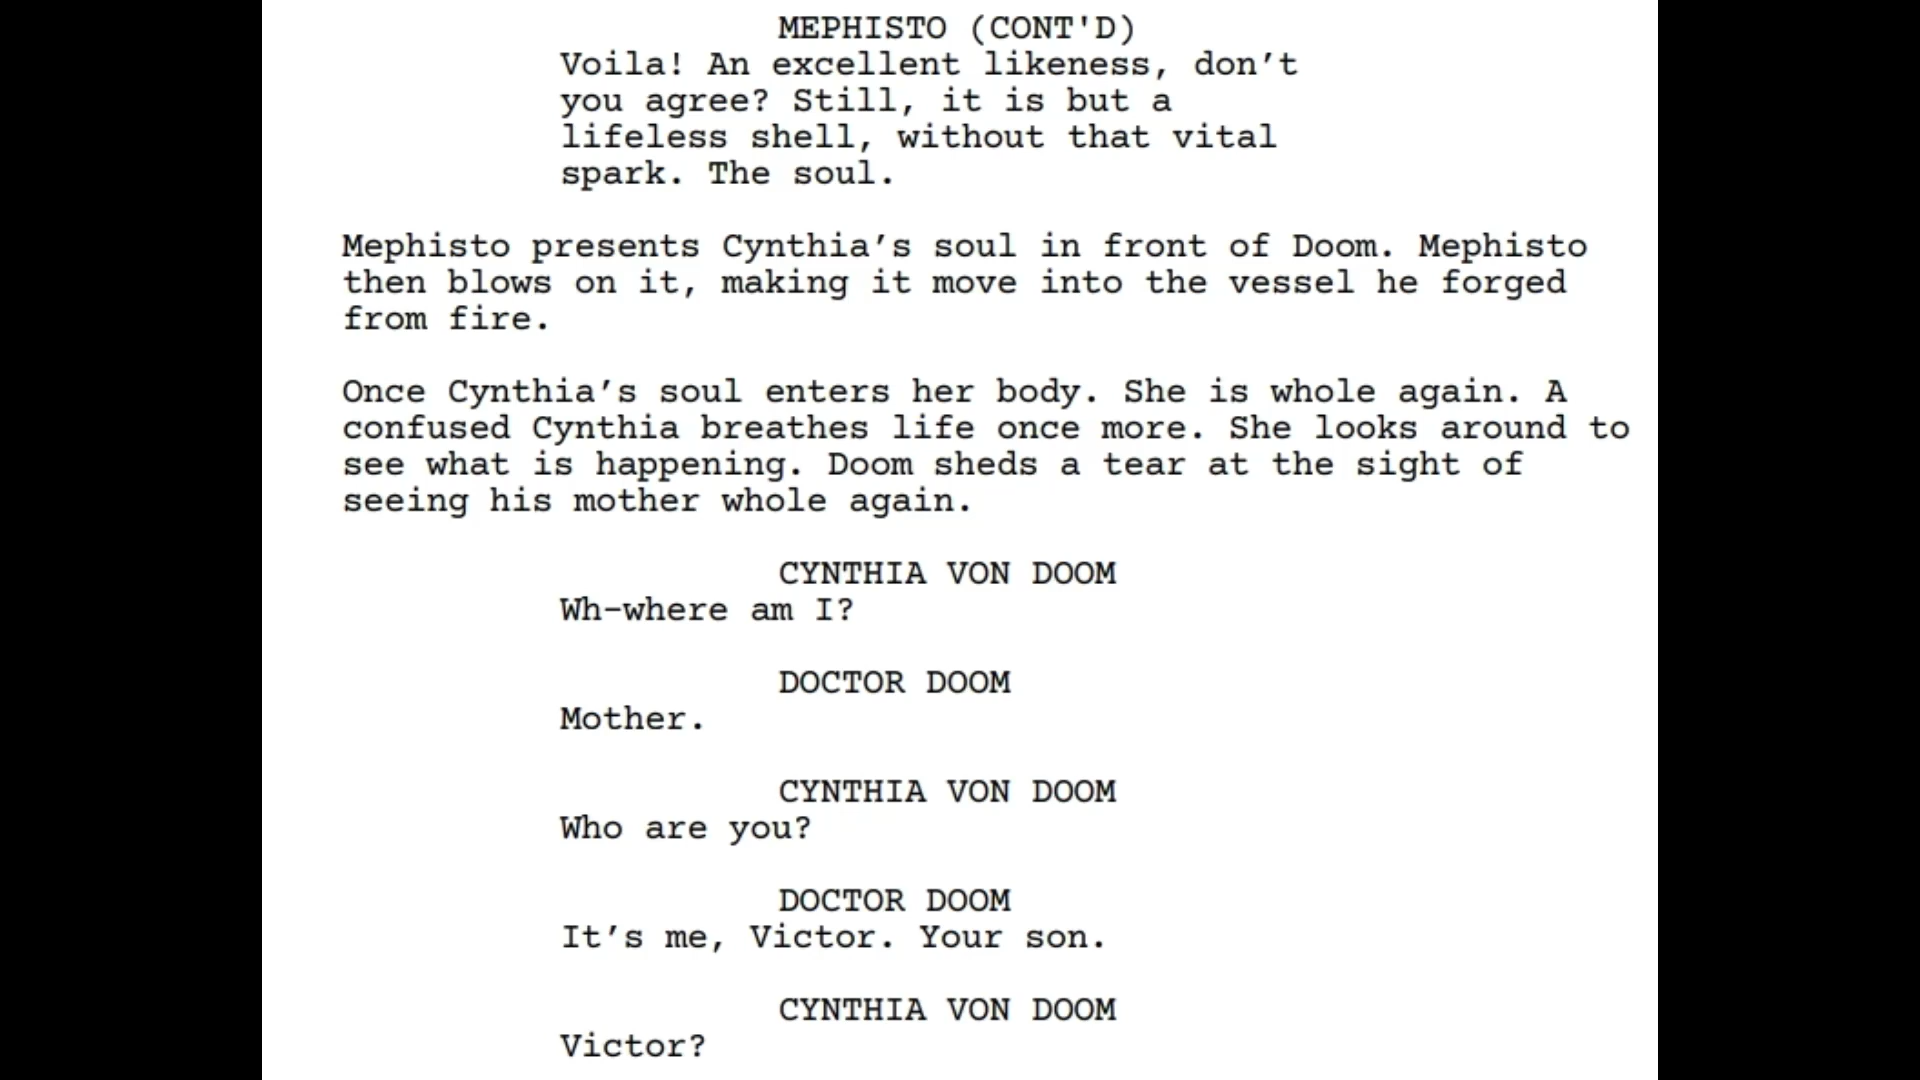 MEPHISTO (CONT'D)
Voila! An excellent likeness, don’t
you agree? Still, it is but a
lifeless shell, without that vital
spark. The soul.
Mephisto presents Cynthia’s soul in front of Doom. Mephisto
then blows on it, making it move into the vessel he forged
from fire.
Once Cynthia’s soul enters her body. She is whole again. A
confused Cynthia breathes life once more. She looks around to
see what is happening. Doom sheds a tear at the sight of
seeing his mother whole again.
CYNTHIA VON DOOM
Wh-where am I?
DOCTOR DOOM
Mother.
CYNTHIA VON DOOM
Who are you?
DOCTOR DOOM
It’s me, Victor. Your son.
CYNTHIA VON DOOM
Victor?